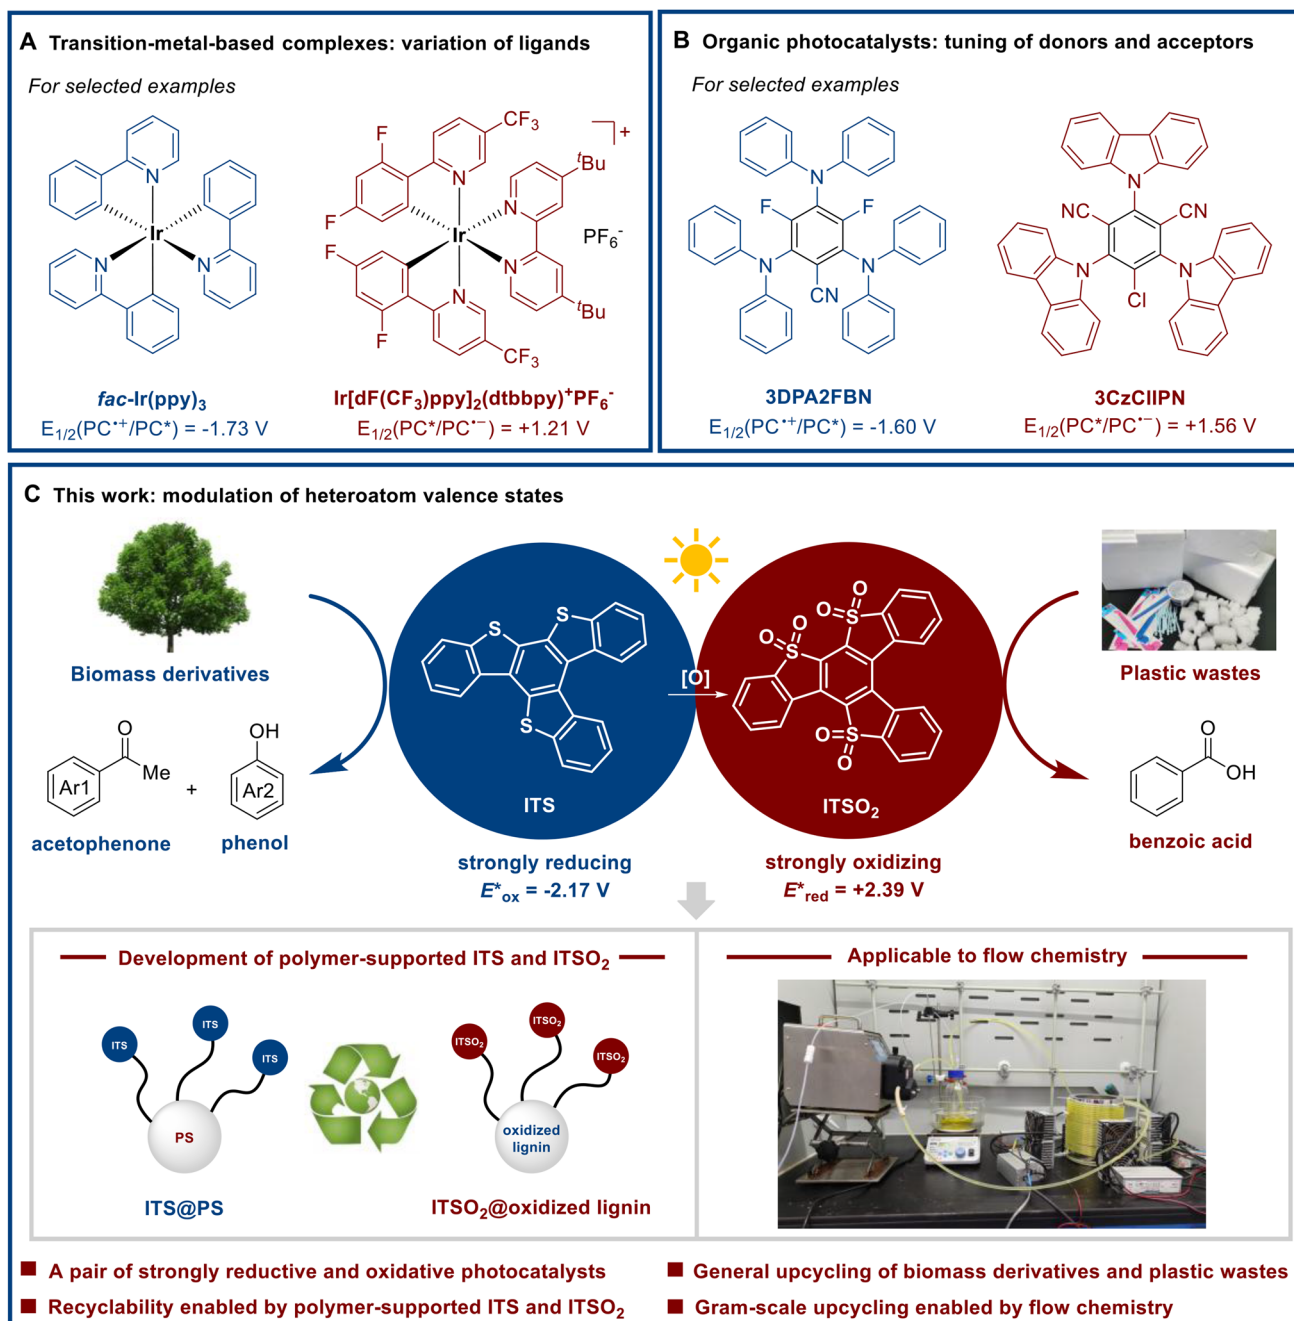 A Transition-metal-based complexes: variation of ligands
For selected examples
N
N
N
Ir
F
F
F
F
CF3
CF3
N
N
N
N
Ir
tBu
tBu
+
PF6-
fac-Ir(ppy)3
E1/2(PC•+/PC*) = -1.73 V
Ir[dF(CF3)ppy]2(dtbbpy)+PF6-
E1/2(PC*/PC•−) = +1.21 V
B Organic photocatalysts: tuning of donors and acceptors
For selected examples
N
F
F
N
N
CN
N
NC
CN
N
N
Cl
3DPA2FBN
E1/2(PC•+/PC*) = -1.60 V
3CzClIPN
E1/2(PC*/PC•−) = +1.56 V
C This work: modulation of heteroatom valence states
Biomass derivatives
O
Ar1
Me
+
OH
Ar2
acetophenone
phenol
S
S
S
ITS
[O]
O
O
S
O
O
S
O
S
O
ITSO2
strongly reducing
E*ox = -2.17 V
strongly oxidizing
E*red = +2.39 V
Plastic wastes
O
OH
benzoic acid
Development of polymer-supported ITS and ITSO2
ITS
ITS
ITS
PS
ITS@PS
ITSO2
ITSO2
ITSO2
oxidized
lignin
ITSO2@oxidized lignin
Applicable to flow chemistry
A pair of strongly reductive and oxidative photocatalysts
Recyclability enabled by polymer-supported ITS and ITSO2
General upcycling of biomass derivatives and plastic wastes
Gram-scale upcycling enabled by flow chemistry